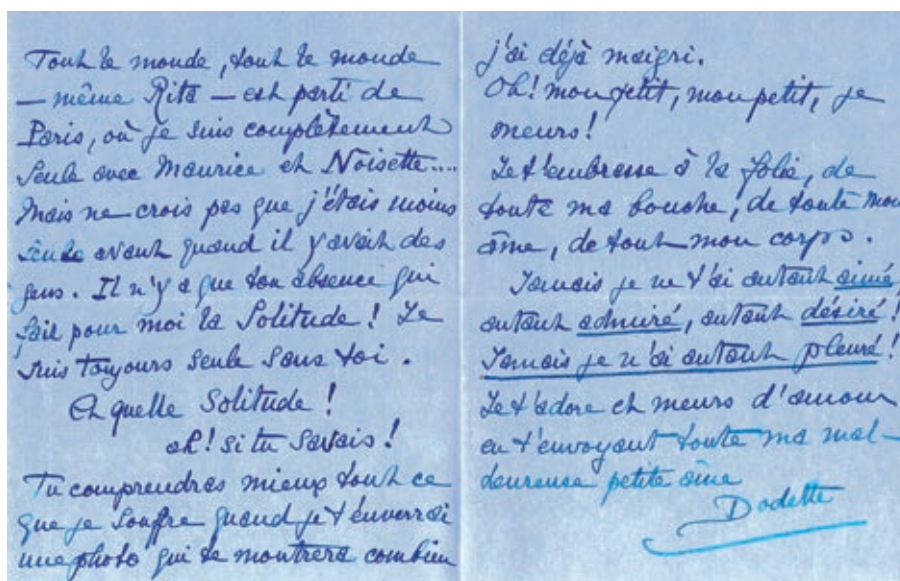 Tout le monde, tout le monde
— même Rita — est parti de
Paris, où je suis complètement
seule avec Maurice et Noisette....
Mais ne crois pas que j'étais moins
seule avant quand il y avait des
gens. Il n'y a que ton absence qui
fait pour moi la Solitude ! Je
suis toujours seule sans toi.
Et quelle Solitude !
ah ! si tu savais !
Tu comprendras mieux tout ce
que je souffre quand je t'enverrai
une photo qui te montrera combien
j'ai déjà maigri.
Oh ! mon petit, mon petit, je
meurs !
Je t'embrasse à la folie, de
toute ma bouche, de toute mon
âme, de tout mon corps.
Jamais je ne t'ai autant aimé,
autant admiré, autant désiré !
Jamais je n'ai autant pleuré !
Je t'adore et meurs d'amour
en t'envoyant toute ma mal-
heureuse petite âme
Dodette